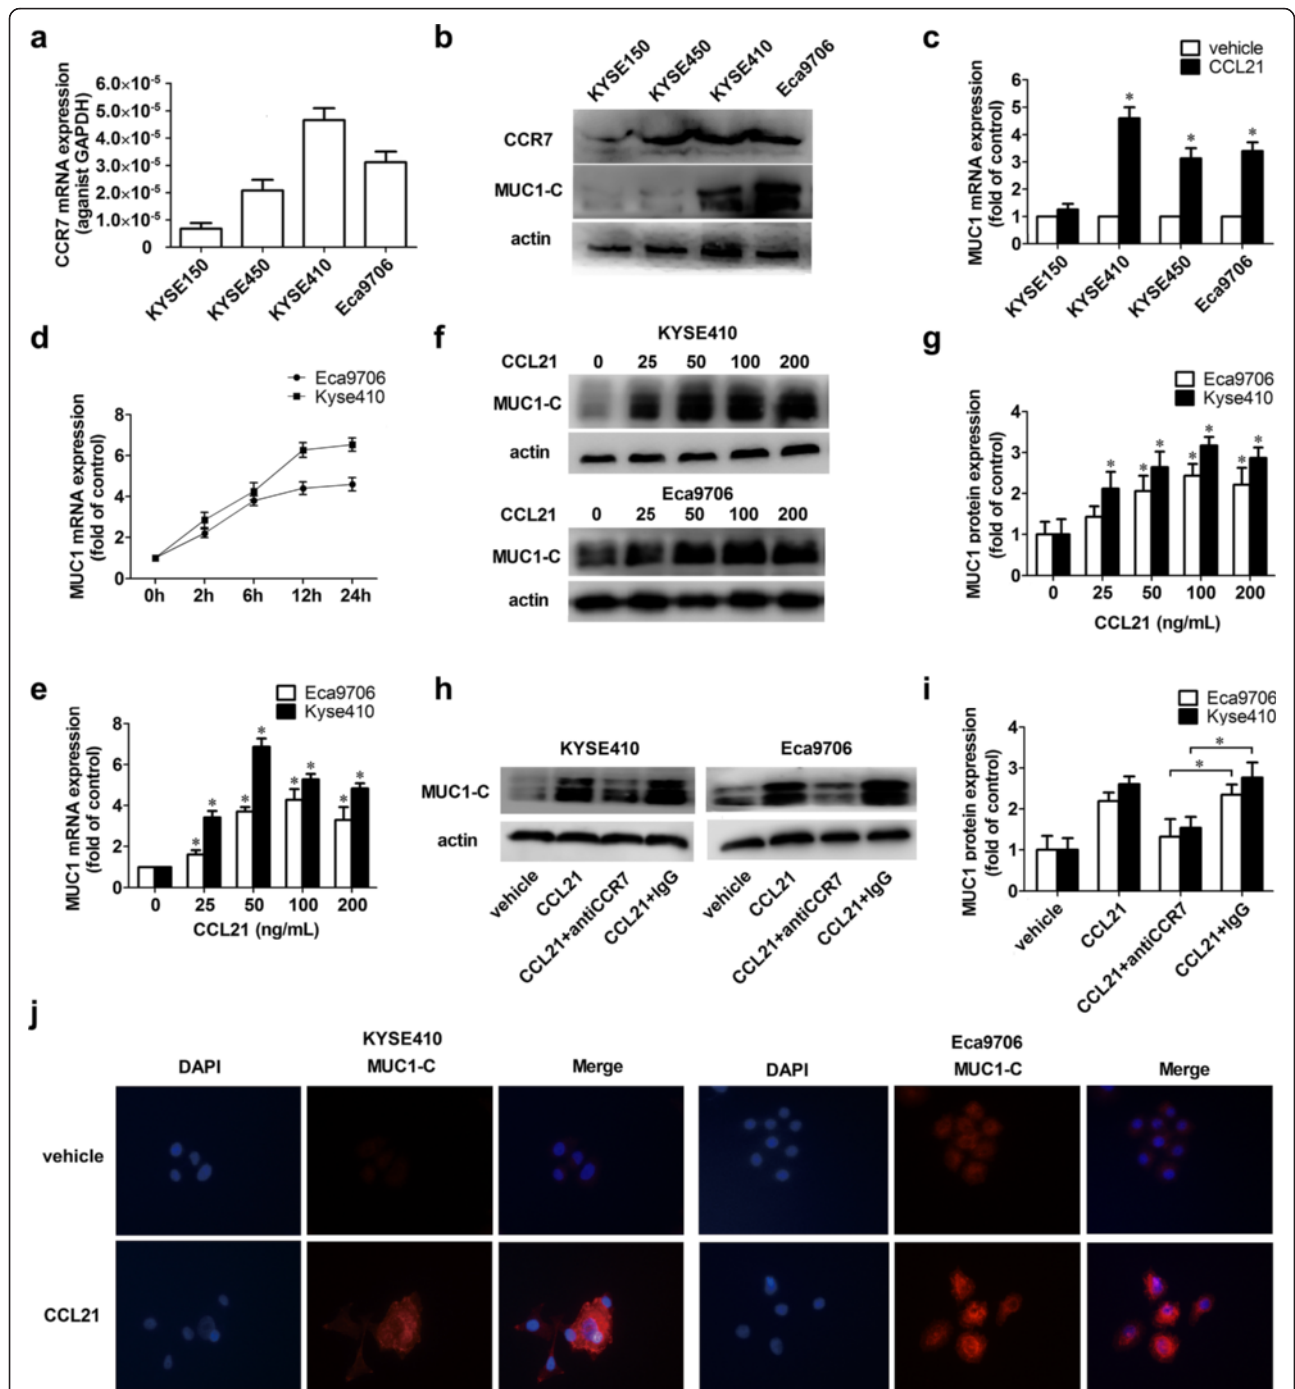 a
CCR7 mRNA expression
(aganist GAPDH)
6.0×10⁻⁵
5.0×10⁻⁵
4.0×10⁻⁵
3.0×10⁻⁵
2.0×10⁻⁵
1.0×10⁻⁵
0
KYSE150
KYSE450
KYSE410
Eca9706
b
KYSE150
KYSE450
KYSE410
Eca9706
CCR7
MUC1-C
actin
c
vehicle
CCL21
MUC1 mRNA expression
(fold of control)
6
5
4
3
2
1
0
*
*
*
KYSE150
KYSE410
KYSE450
Eca9706
d
Eca9706
Kyse410
MUC1 mRNA expression
(fold of control)
8
6
4
2
0
0h 2h 6h 12h 24h
f
KYSE410
CCL21 0 25 50 100 200
MUC1-C
actin
Eca9706
CCL21 0 25 50 100 200
MUC1-C
actin
g
Eca9706
Kyse410
MUC1 protein expression
(fold of control)
4
3
2
1
0
* * * * * * *
0 25 50 100 200
CCL21 (ng/mL)
e
Eca9706
Kyse410
MUC1 mRNA expression
(fold of control)
8
6
4
2
0
* * * * * * * *
0 25 50 100 200
CCL21 (ng/mL)
h
KYSE410
Eca9706
MUC1-C
actin
vehicle
CCL21
CCL21+antiCCR7
CCL21+IgG
vehicle
CCL21
CCL21+antiCCR7
CCL21+IgG
i
Eca9706
Kyse410
MUC1 protein expression
(fold of control)
4
3
2
1
0
*
*
vehicle
CCL21
CCL21+antiCCR7
CCL21+IgG
j
KYSE410
Eca9706
DAPI MUC1-C Merge DAPI MUC1-C Merge
vehicle
CCL21